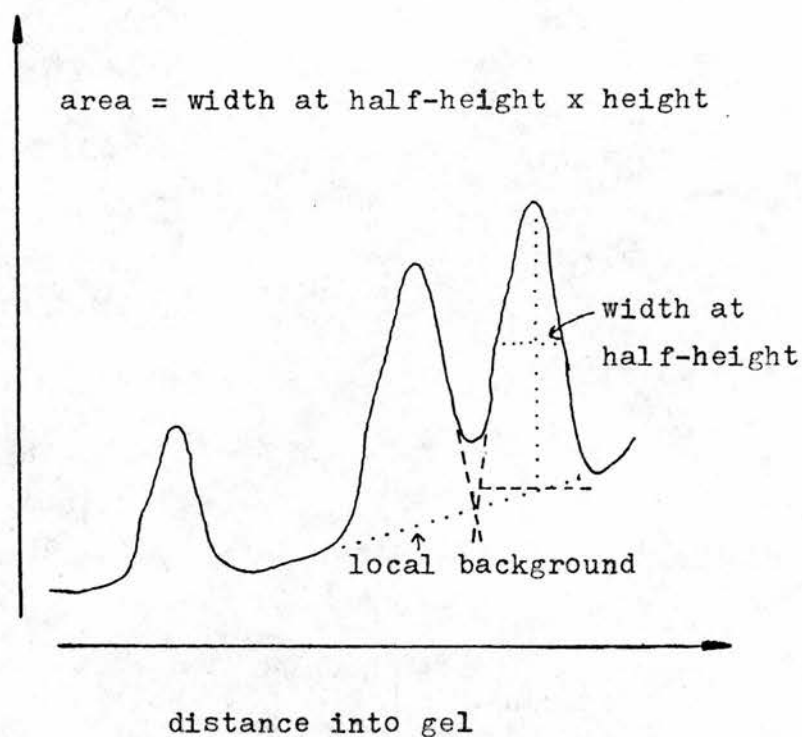 area = width at half-height x height
width at
half-height
local background
distance into gel